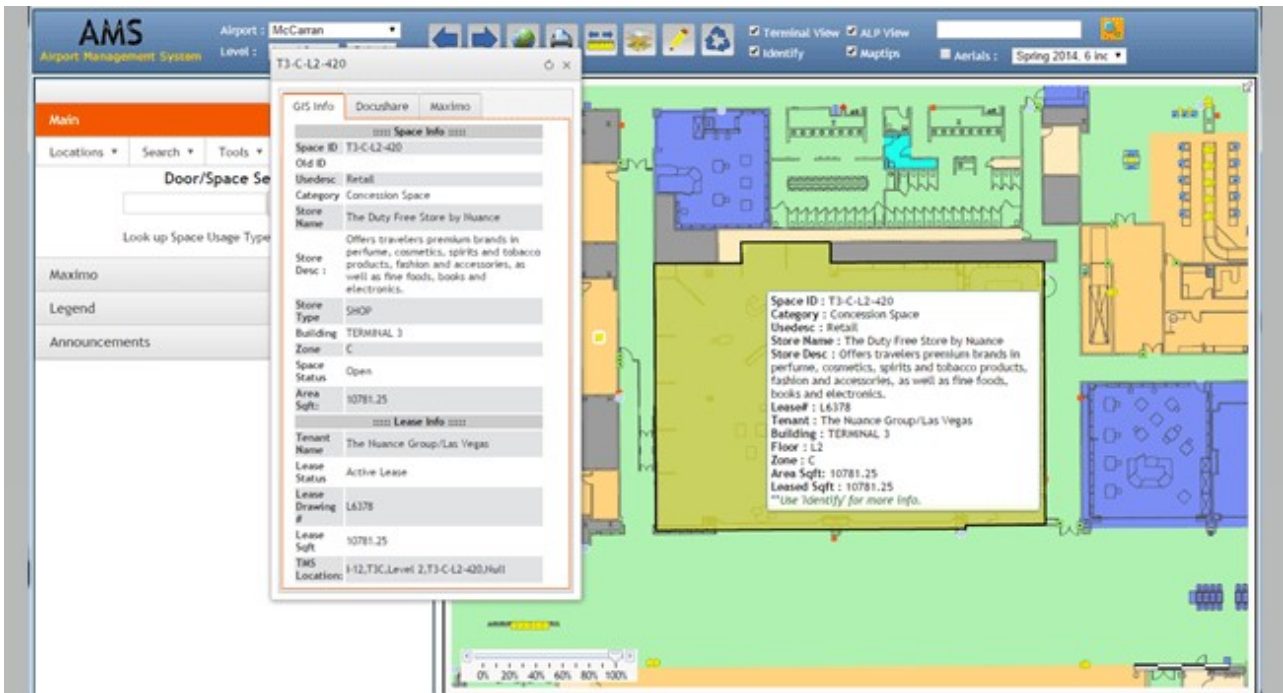 AMS
Airport Management System
Airport :
McCarran
Level :
Terminal View
ALP View
Identify
Maptips
Aerials :
Spring 2014, 6 inc
Main
Locations
Search
Tools
Door/Space Se
Look up Space Usage Type
Maximo
Legend
Announcements
T3-C-L2-420
GIS Info
Docushare
Maximo
::::: Space Info :::::
Space ID T3-C-L2-420
Old ID
Usedesc Retail
Category Concession Space
Store Name The Duty Free Store by Nuance
Store Desc : Offers travelers premium brands in
perfume, cosmetics, spirits and tobacco
products, fashion and accessories, as
well as fine foods, books and
electronics.
Store Type SHOP
Building TERMINAL 3
Zone C
Space Status Open
Area Sqft: 10781.25
::::: Lease Info :::::
Tenant Name The Nuance Group/Las Vegas
Lease Status Active Lease
Lease Drawing # L6378
Lease Sqft 10781.25
TMS Location: I-12,T3C,Level 2,T3-C-L2-420,Null
Space ID : T3-C-L2-420
Category : Concession Space
Usedesc : Retail
Store Name : The Duty Free Store by Nuance
Store Desc : Offers travelers premium brands in
perfume, cosmetics, spirits and tobacco products,
fashion and accessories, as well as fine foods,
books and electronics.
Lease# : L6378
Tenant : The Nuance Group/Las Vegas
Building : TERMINAL 3
Floor : L2
Zone : C
Area Sqft: 10781.25
Leased Sqft : 10781.25
**Use 'Identify' for more info.
0% 20% 40% 60% 80% 100%